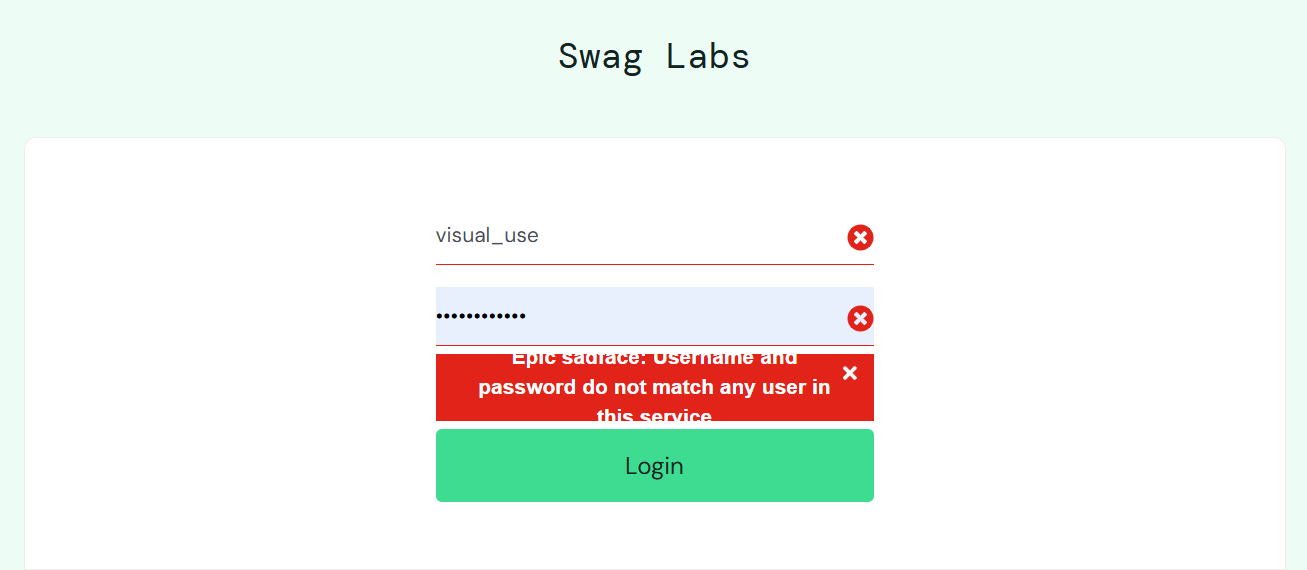 Swag Labs
visual_use
••••••••••••
Epic sadface: Username and
password do not match any user in
this service
Login